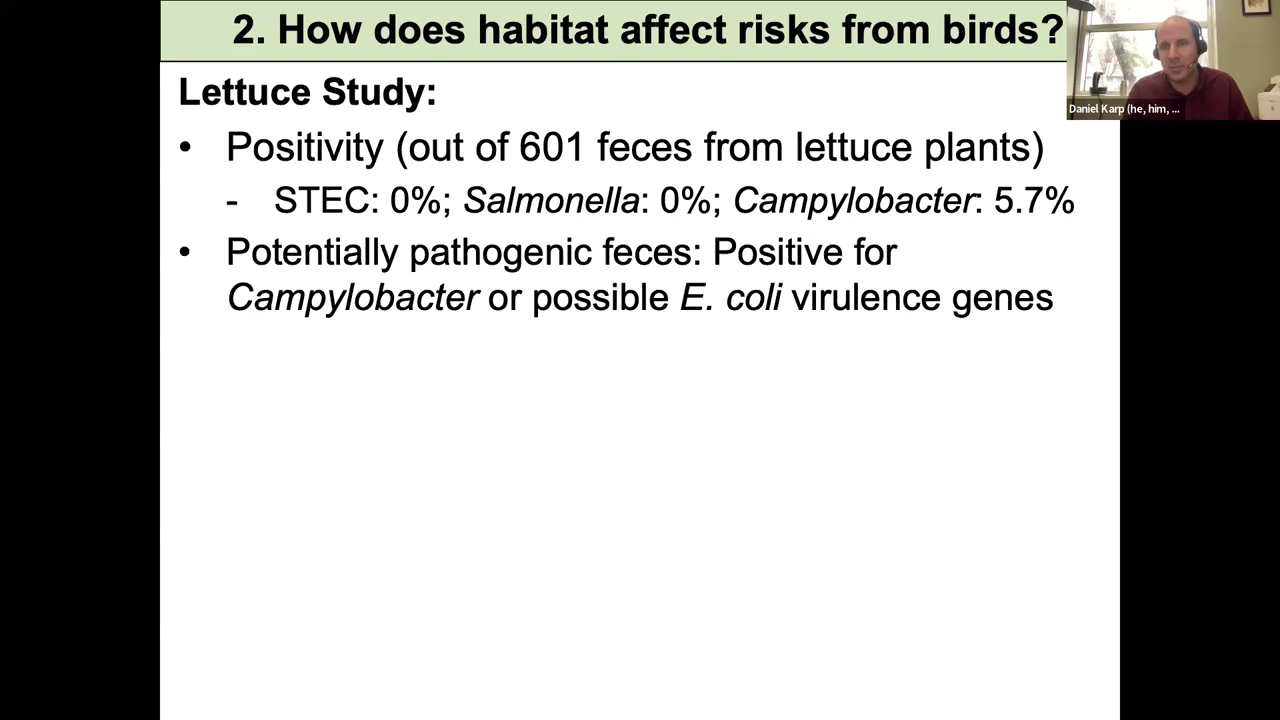 2. How does habitat affect risks from birds?
Lettuce Study:
• Positivity (out of 601 feces from lettuce plants)
- STEC: 0%; Salmonella: 0%; Campylobacter: 5.7%
• Potentially pathogenic feces: Positive for
Campylobacter or possible E. coli virulence genes
Daniel Karp (he, him, ...